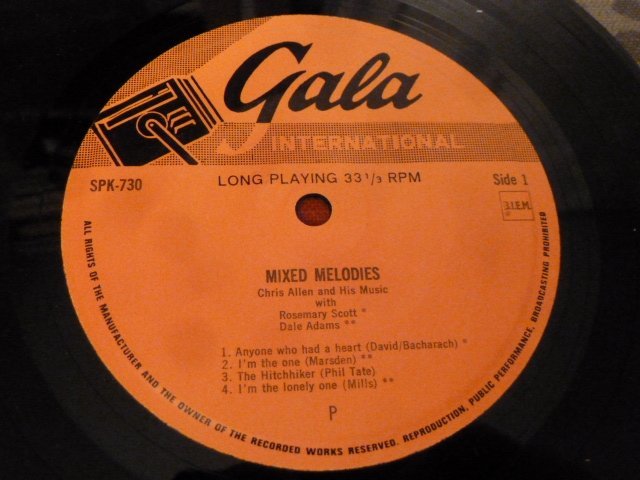 Gala
INTERNATIONAL
SPK-730
LONG PLAYING 33 1/3 RPM
Side 1
MIXED MELODIES
Chris Allen and His Music
with
Rosemary Scott *
Dale Adams **
1. Anyone who had a heart (David/Bacharach) *
2. I'm the one (Marsden) **
3. The Hitchhiker (Phil Tate)
4. I'm the lonely one (Mills) **
P
ALL RIGHTS OF THE MANUFACTURER AND THE OWNER OF THE RECORDED WORKS RESERVED. REPRODUCTION, PUBLIC PERFORMANCE, BROADCASTING PROHIBITED